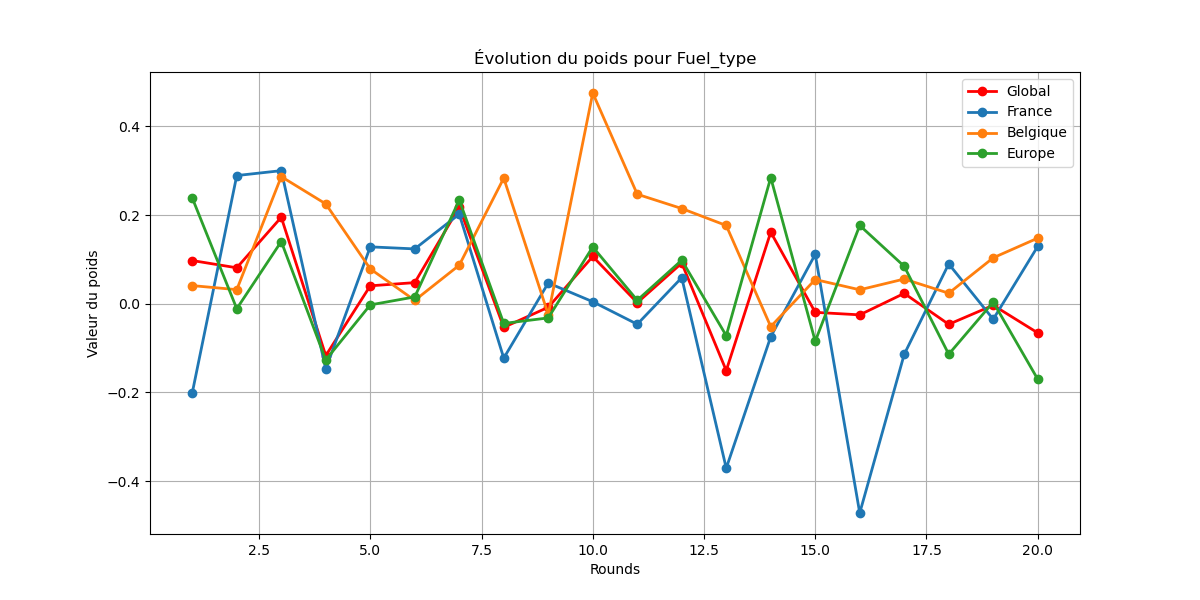 Évolution du poids pour Fuel_type
Global
France
Belgique
Europe
Valeur du poids
0.4
0.2
0.0
−0.2
−0.4
2.5 5.0 7.5 10.0 12.5 15.0 17.5 20.0
Rounds